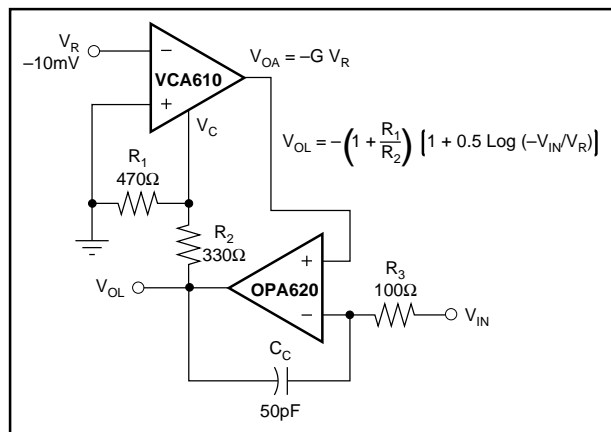 V_R
–10mV
–
VCA610
+
V_OA = –G V_R
V_C
V_OL = –(1 + R_1/R_2) [1 + 0.5 Log (–V_IN/V_R)]
R_1
470Ω
R_2
330Ω
V_OL
+
OPA620
–
R_3
100Ω
V_IN
C_C
50pF